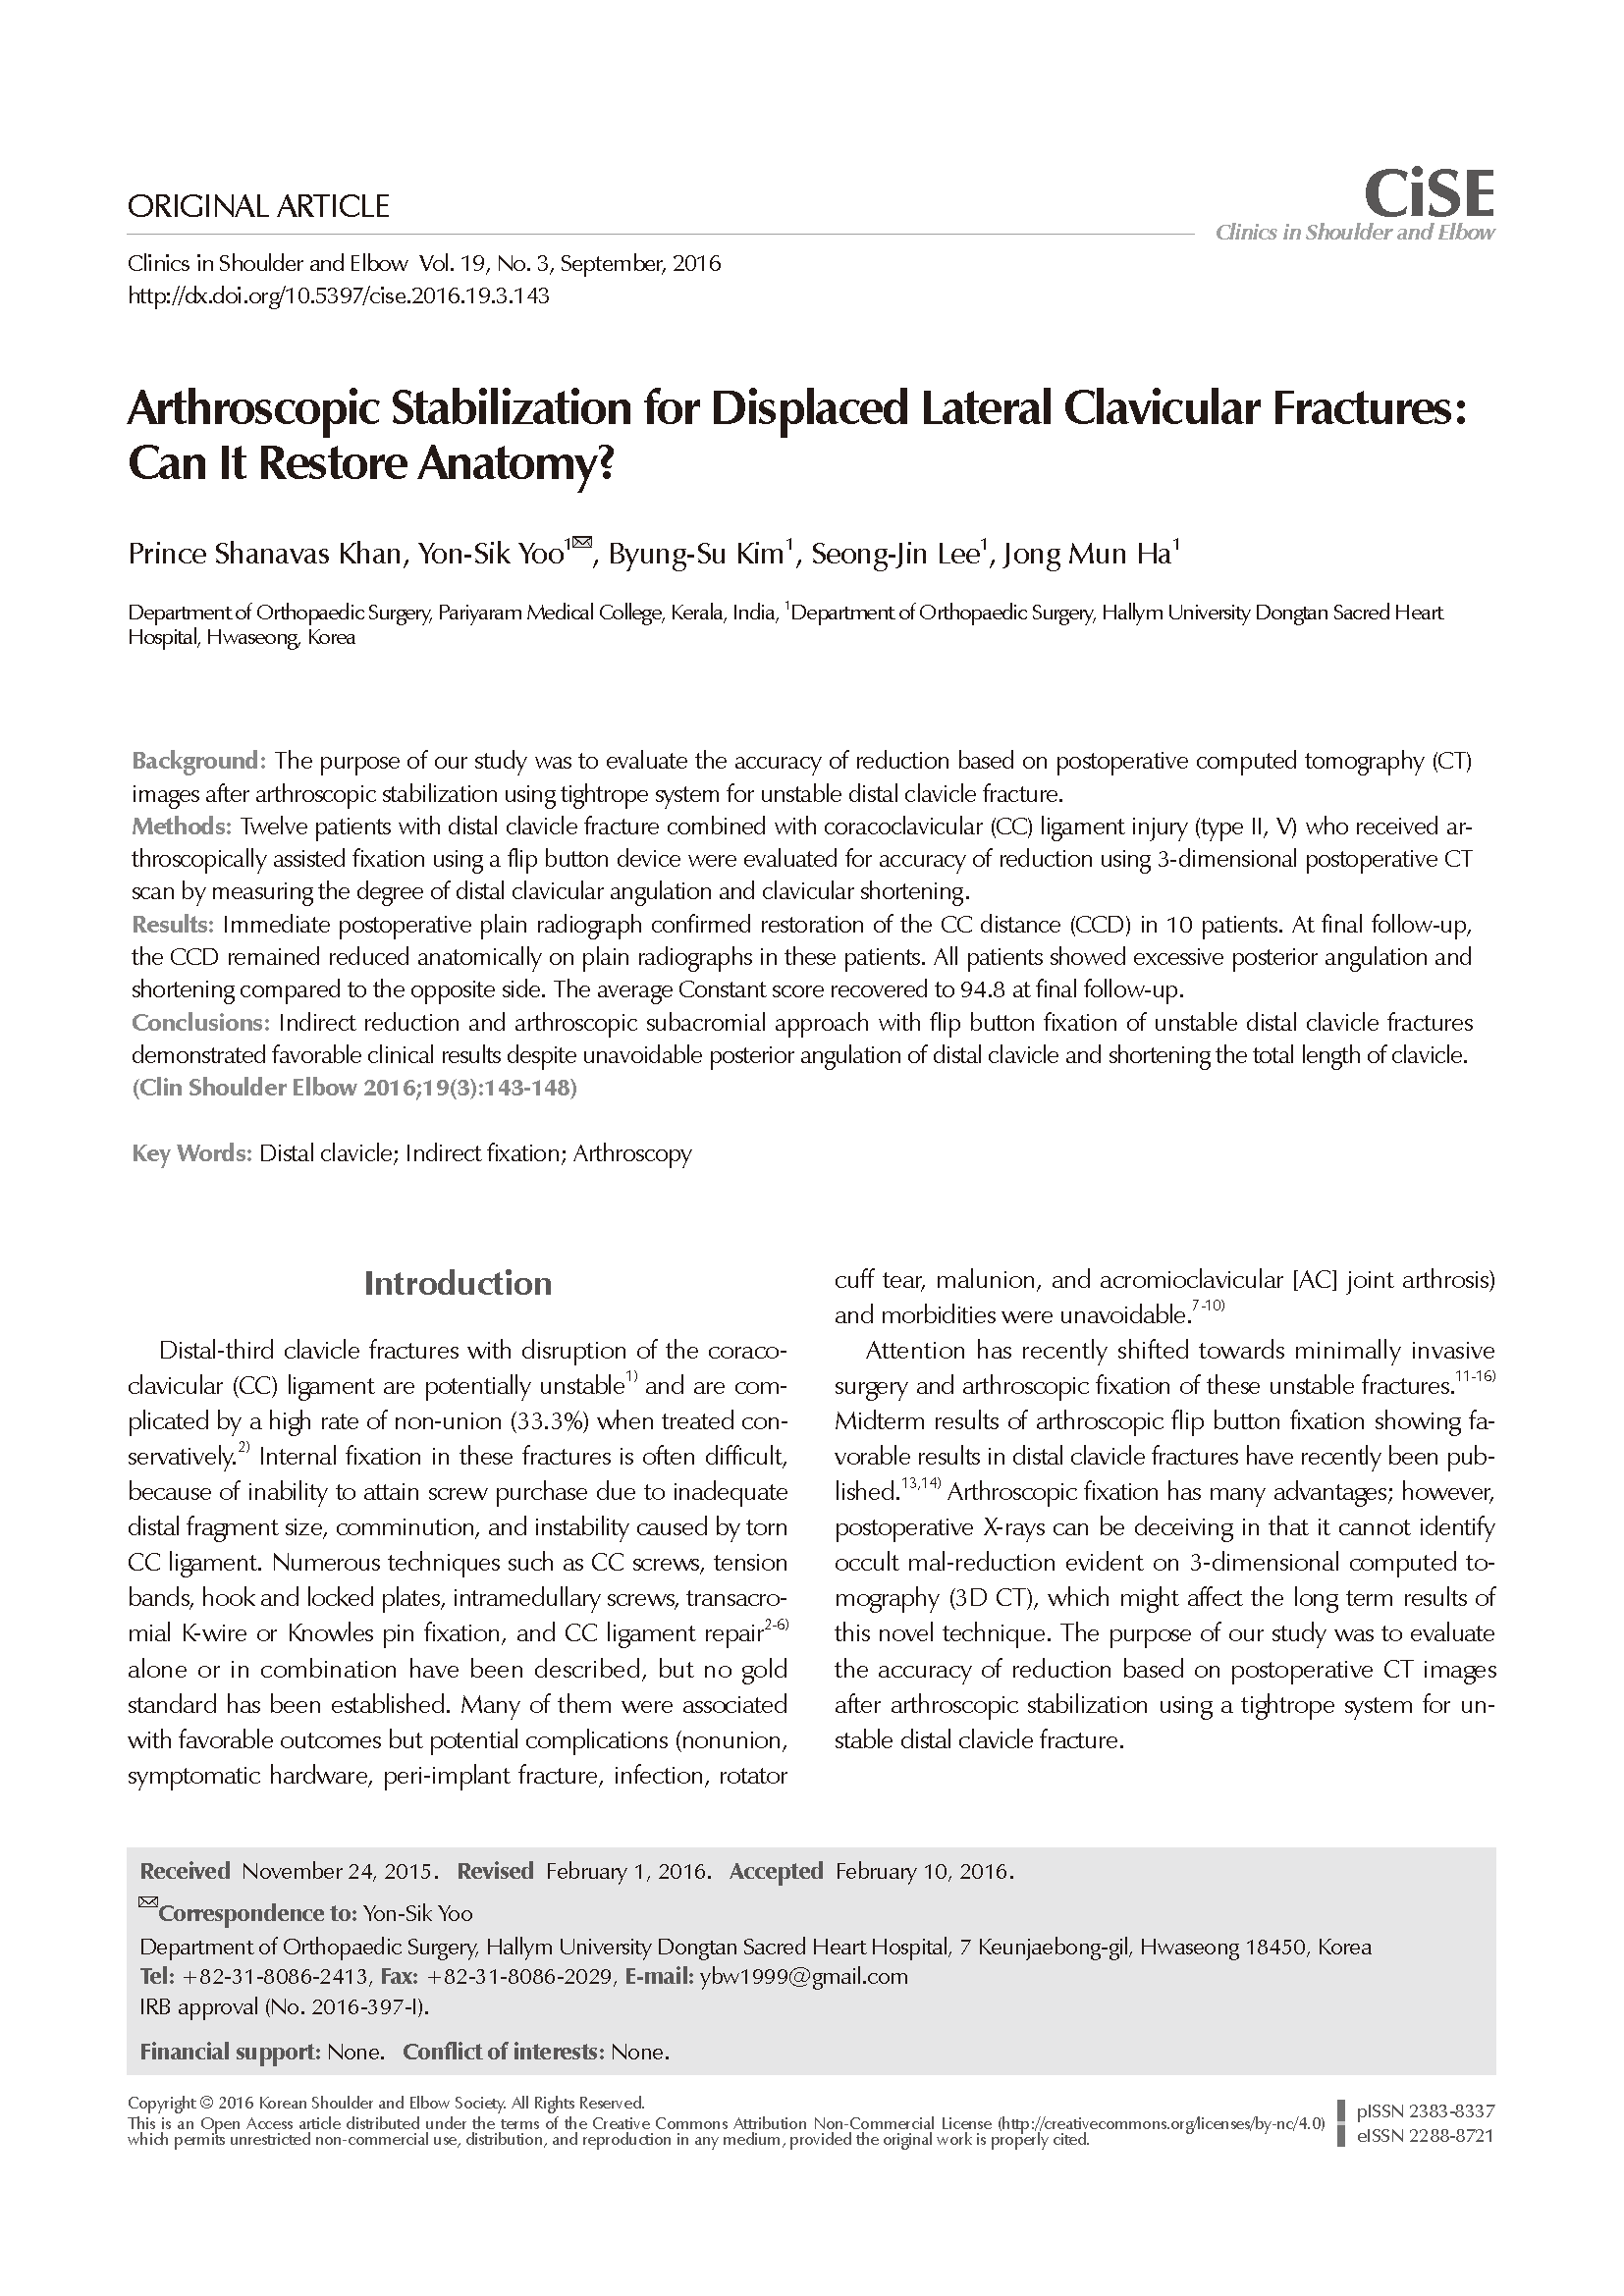 ORIGINAL ARTICLE
CiSE
Clinics in Shoulder and Elbow
Clinics in Shoulder and Elbow Vol. 19, No. 3, September, 2016
http://dx.doi.org/10.5397/cise.2016.19.3.143
Arthroscopic Stabilization for Displaced Lateral Clavicular Fractures:
Can It Restore Anatomy?
Prince Shanavas Khan, Yon-Sik Yoo1✉, Byung-Su Kim1, Seong-Jin Lee1, Jong Mun Ha1
Department of Orthopaedic Surgery, Pariyaram Medical College, Kerala, India, 1Department of Orthopaedic Surgery, Hallym University Dongtan Sacred Heart
Hospital, Hwaseong, Korea
Background: The purpose of our study was to evaluate the accuracy of reduction based on postoperative computed tomography (CT)
images after arthroscopic stabilization using tightrope system for unstable distal clavicle fracture.
Methods: Twelve patients with distal clavicle fracture combined with coracoclavicular (CC) ligament injury (type II, V) who received ar-
throscopically assisted fixation using a flip button device were evaluated for accuracy of reduction using 3-dimensional postoperative CT
scan by measuring the degree of distal clavicular angulation and clavicular shortening.
Results: Immediate postoperative plain radiograph confirmed restoration of the CC distance (CCD) in 10 patients. At final follow-up,
the CCD remained reduced anatomically on plain radiographs in these patients. All patients showed excessive posterior angulation and
shortening compared to the opposite side. The average Constant score recovered to 94.8 at final follow-up.
Conclusions: Indirect reduction and arthroscopic subacromial approach with flip button fixation of unstable distal clavicle fractures
demonstrated favorable clinical results despite unavoidable posterior angulation of distal clavicle and shortening the total length of clavicle.
(Clin Shoulder Elbow 2016;19(3):143-148)
Key Words: Distal clavicle; Indirect fixation; Arthroscopy
Introduction
Distal-third clavicle fractures with disruption of the coraco-
clavicular (CC) ligament are potentially unstable1) and are com-
plicated by a high rate of non-union (33.3%) when treated con-
servatively.2) Internal fixation in these fractures is often difficult,
because of inability to attain screw purchase due to inadequate
distal fragment size, comminution, and instability caused by torn
CC ligament. Numerous techniques such as CC screws, tension
bands, hook and locked plates, intramedullary screws, transacro-
mial K-wire or Knowles pin fixation, and CC ligament repair2-6)
alone or in combination have been described, but no gold
standard has been established. Many of them were associated
with favorable outcomes but potential complications (nonunion,
symptomatic hardware, peri-implant fracture, infection, rotator
cuff tear, malunion, and acromioclavicular [AC] joint arthrosis)
and morbidities were unavoidable.7-10)
Attention has recently shifted towards minimally invasive
surgery and arthroscopic fixation of these unstable fractures.11-16)
Midterm results of arthroscopic flip button fixation showing fa-
vorable results in distal clavicle fractures have recently been pub-
lished.13,14) Arthroscopic fixation has many advantages; however,
postoperative X-rays can be deceiving in that it cannot identify
occult mal-reduction evident on 3-dimensional computed to-
mography (3D CT), which might affect the long term results of
this novel technique. The purpose of our study was to evaluate
the accuracy of reduction based on postoperative CT images
after arthroscopic stabilization using a tightrope system for un-
stable distal clavicle fracture.
Received November 24, 2015. Revised February 1, 2016. Accepted February 10, 2016.
✉Correspondence to: Yon-Sik Yoo
Department of Orthopaedic Surgery, Hallym University Dongtan Sacred Heart Hospital, 7 Keunjaebong-gil, Hwaseong 18450, Korea
Tel: +82-31-8086-2413, Fax: +82-31-8086-2029, E-mail: ybw1999@gmail.com
IRB approval (No. 2016-397-I).
Financial support: None. Conflict of interests: None.
Copyright © 2016 Korean Shoulder and Elbow Society. All Rights Reserved.
This is an Open Access article distributed under the terms of the Creative Commons Attribution Non-Commercial License (http://creativecommons.org/licenses/by-nc/4.0)
which permits unrestricted non-commercial use, distribution, and reproduction in any medium, provided the original work is properly cited.
pISSN 2383-8337
eISSN 2288-8721